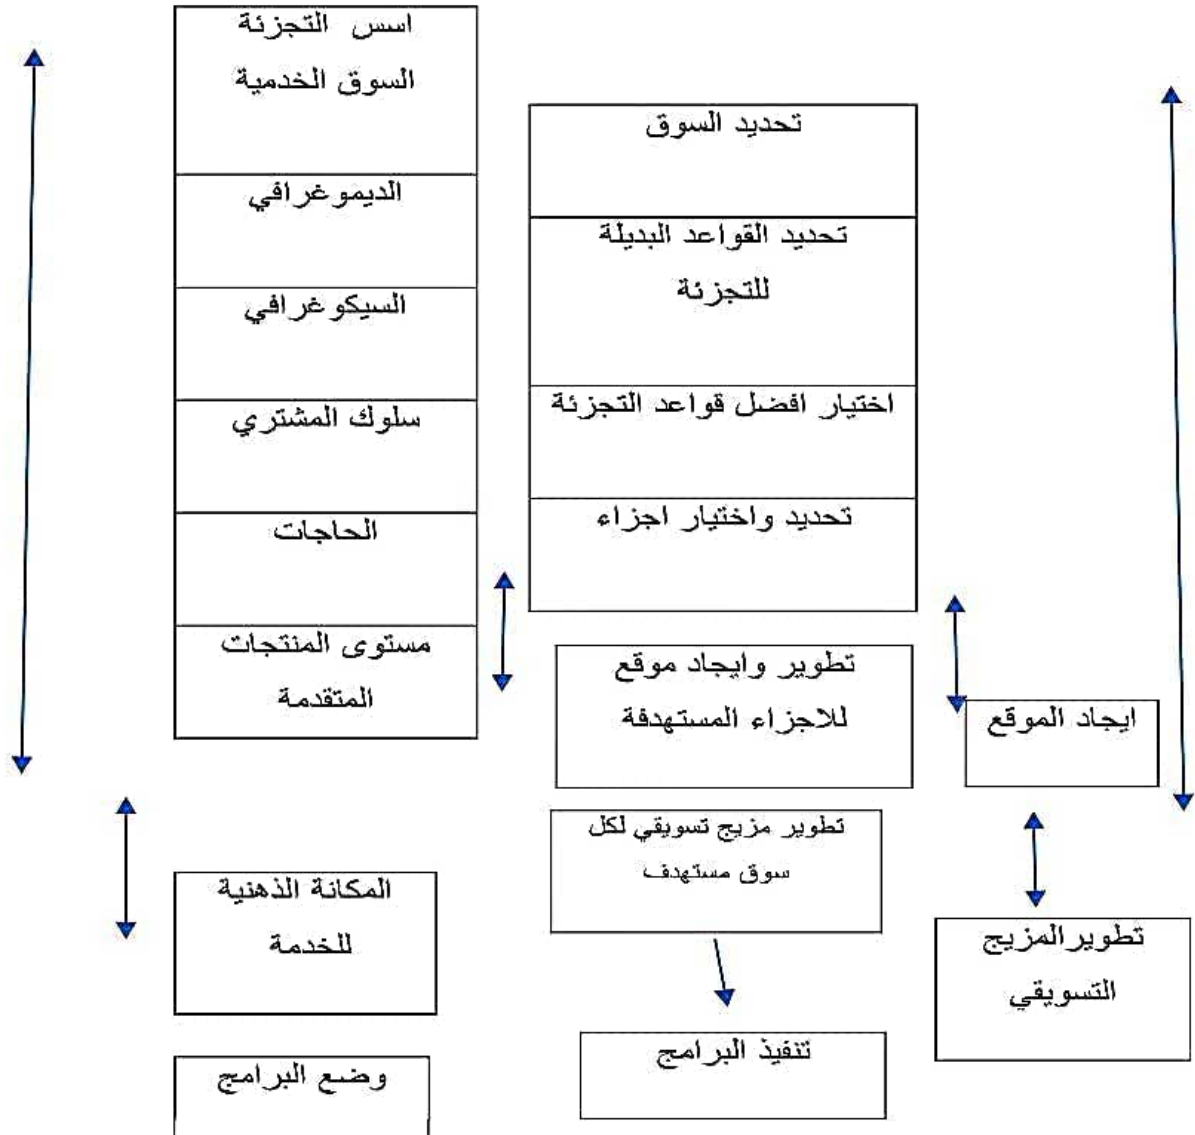 اسس التجزئة
السوق الخدمية
الديموغرافي
السيكوغرافي
سلوك المشتري
الحاجات
مستوى المنتجات
المتقدمة
المكانة الذهنية
للخدمة
وضع البرامج
تحديد السوق
تحديد القواعد البديلة
للتجزئة
اختيار افضل قواعد التجزئة
تحديد واختيار اجزاء
تطوير وايجاد موقع
للاجزاء المستهدفة
تطوير مزيج تسويقي لكل
سوق مستهدف
تنفيذ البرامج
ايجاد الموقع
تطويرالمزيج
التسويقي